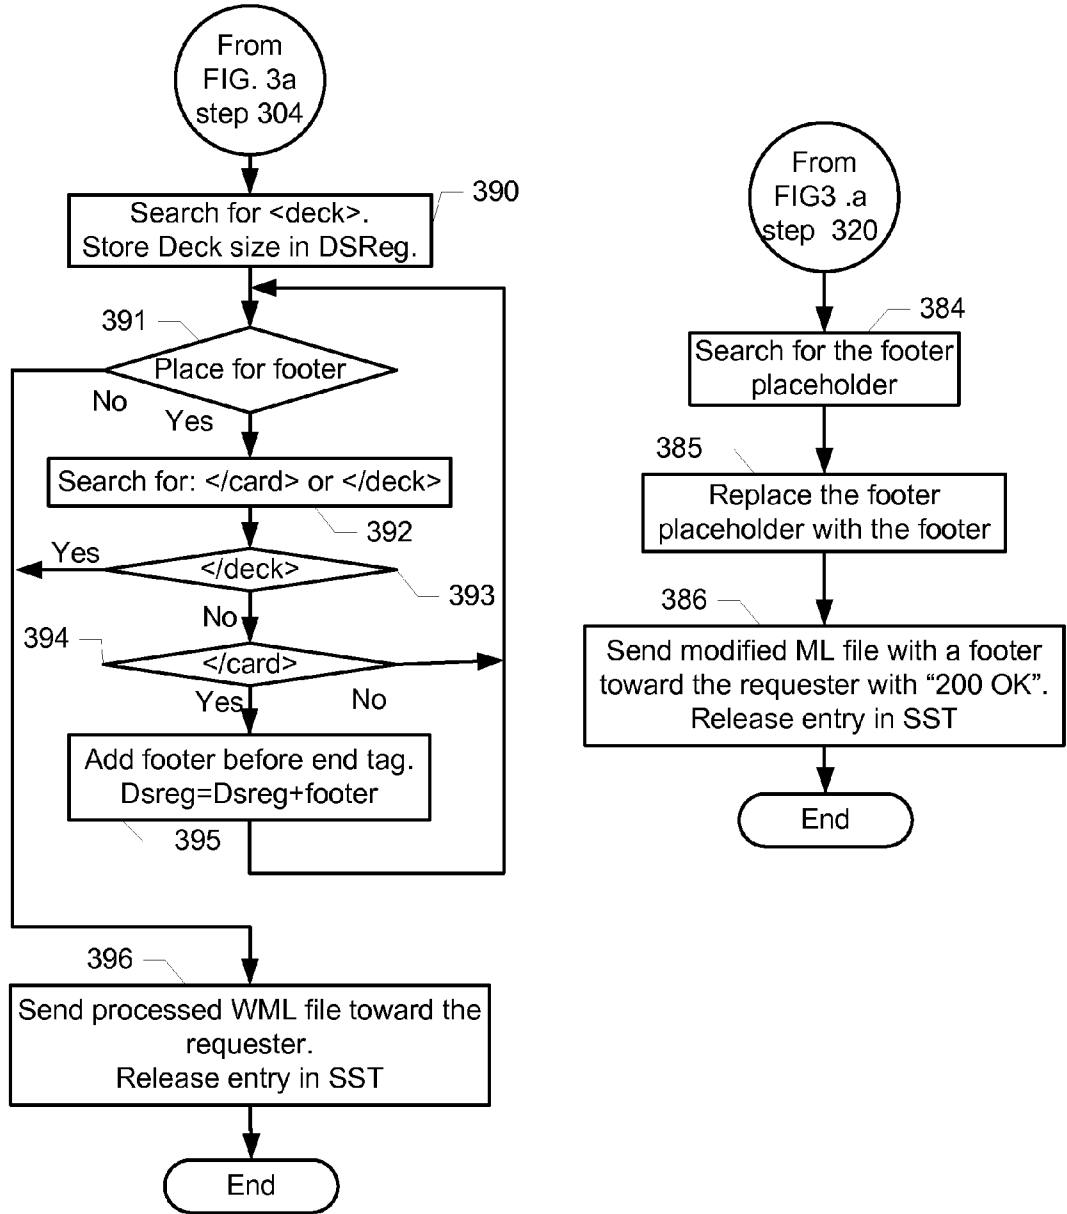 From
FIG. 3a
step 304
390
Search for <deck>.
Store Deck size in DSReg.
391
Place for footer
No
Yes
Search for: </card> or </deck>
392
Yes
</deck>
393
No
394
</card>
Yes
No
Add footer before end tag.
Dsreg=Dsreg+footer
395
396
Send processed WML file toward the
requester.
Release entry in SST
End
From
FIG3 .a
step 320
384
Search for the footer
placeholder
385
Replace the footer
placeholder with the footer
386
Send modified ML file with a footer
toward the requester with “200 OK”.
Release entry in SST
End